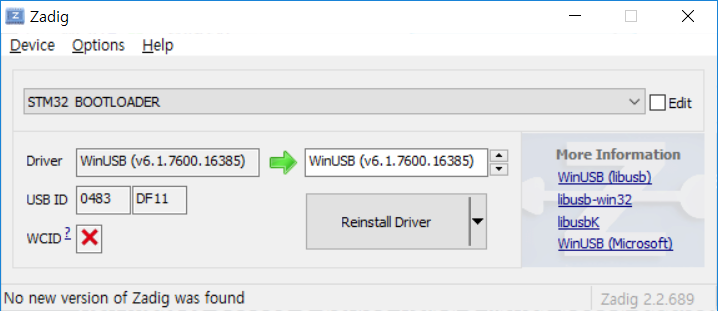 Zadig
Device Options Help
STM32 BOOTLOADER
Edit
Driver WinUSB (v6.1.7600.16385) WinUSB (v6.1.7600.16385)
USB ID 0483 DF11
WCID ?
Reinstall Driver
More Information
WinUSB (libusb)
libusb-win32
libusbK
WinUSB (Microsoft)
No new version of Zadig was found
Zadig 2.2.689